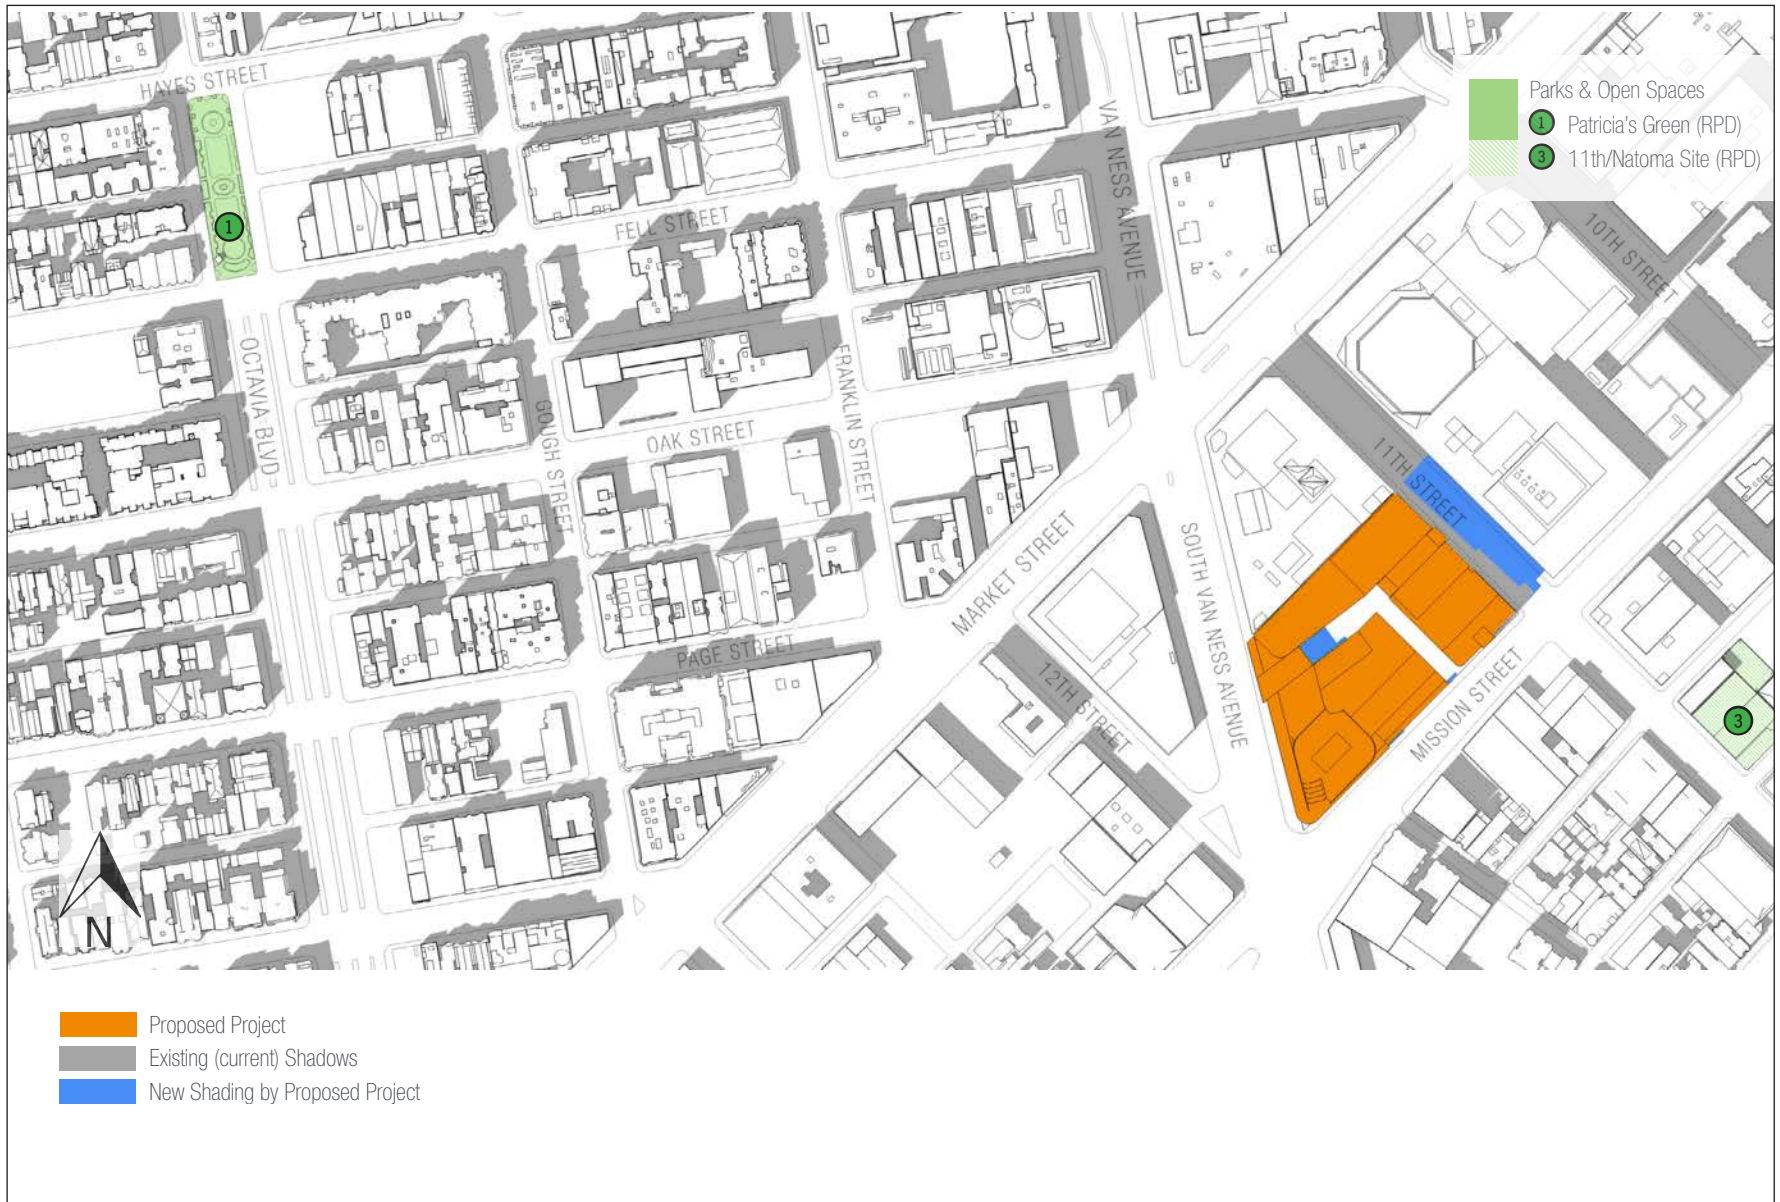 HAYES STREET
Parks & Open Spaces
1 Patricia's Green (RPD)
3 11th/Natoma Site (RPD)
VAN NESS AVENUE
10TH STREET
1
FELL STREET
OCTAVIA BLVD
GOUGH STREET
FRANKLIN STREET
OAK STREET
11TH STREET
MARKET STREET
SOUTH VAN NESS AVENUE
PAGE STREET
12TH STREET
MISSION STREET
3
N
Proposed Project
Existing (current) Shadows
New Shading by Proposed Project